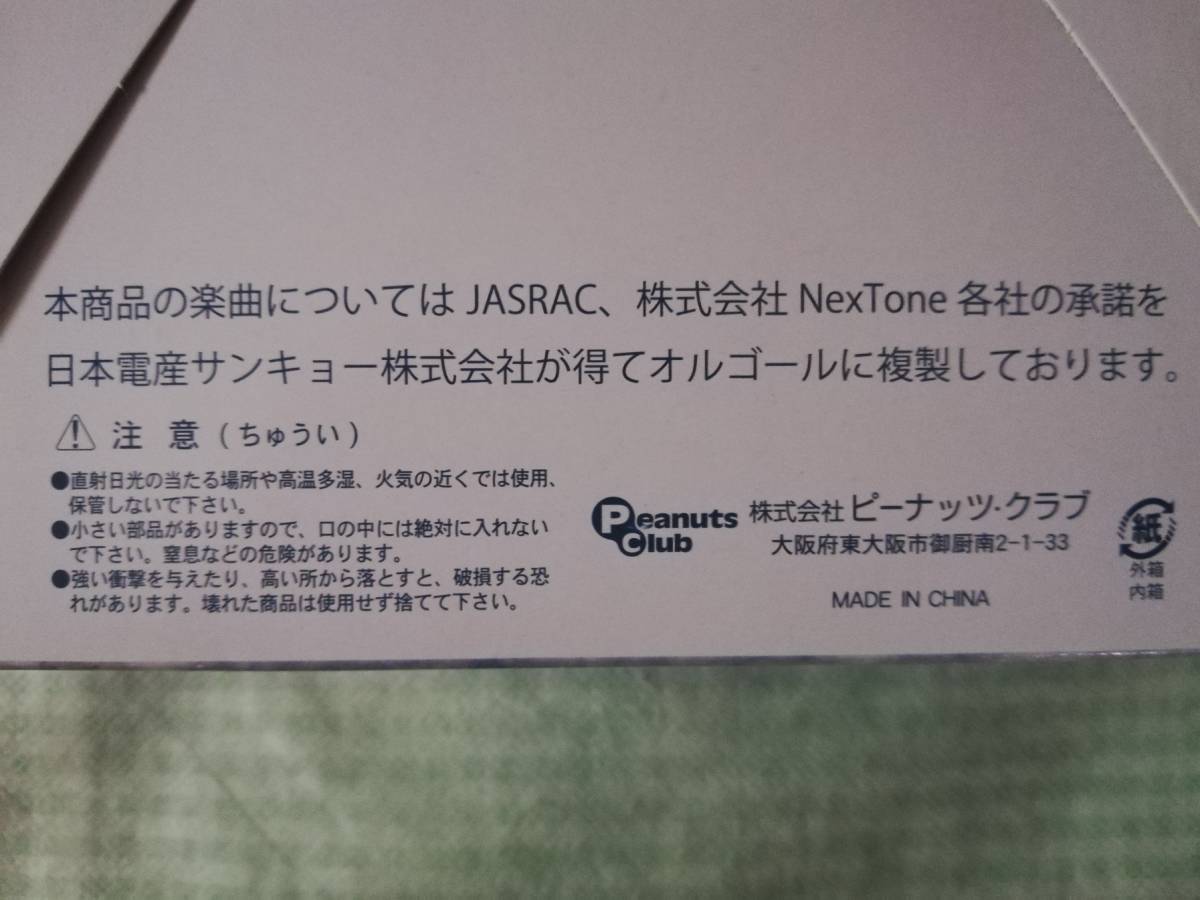 本商品の楽曲については JASRAC、株式会社 NexTone 各社の承諾を
日本電産サンキョー株式会社が得てオルゴールに複製しております。
注 意 (ちゅうい)
●直射日光の当たる場所や高温多湿、火気の近くでは使用、
保管しないで下さい。
●小さい部品がありますので、口の中には絶対に入れない
で下さい。窒息などの危険があります。
●強い衝撃を与えたり、高い所から落とすと、破損する恐
れがあります。壊れた商品は使用せず捨てて下さい。
Peanuts
Club
株式会社 ピーナッツ・クラブ
大阪府東大阪市御厨南2-1-33
MADE IN CHINA
紙
外箱
内箱